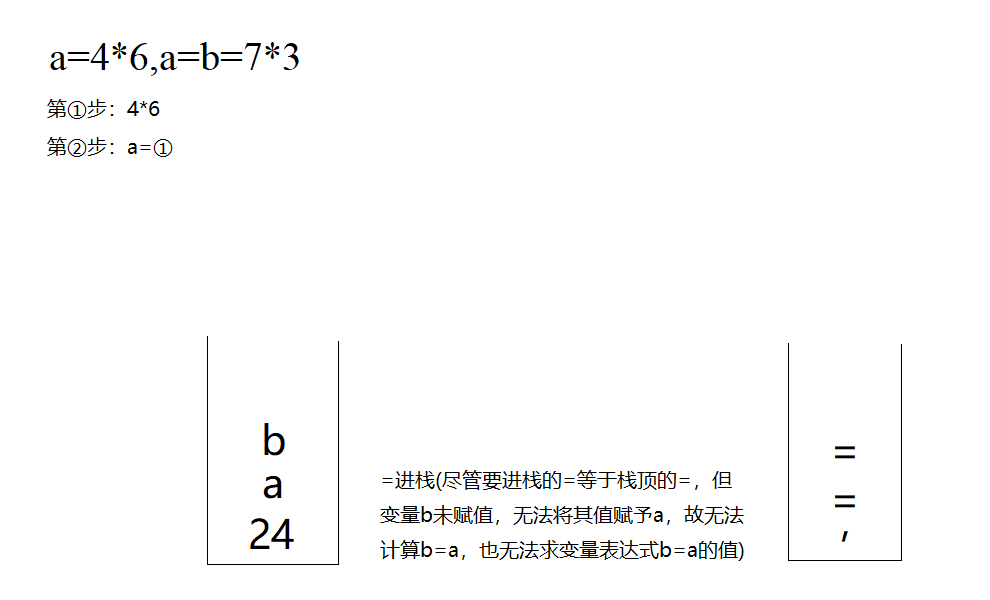 a=4*6,a=b=7*3
第①步：4*6
第②步：a=①
b
a
24
=进栈(尽管要进栈的=等于栈顶的=，但
变量b未赋值，无法将其值赋予a，故无法
计算b=a，也无法求变量表达式b=a的值)
=
=
,